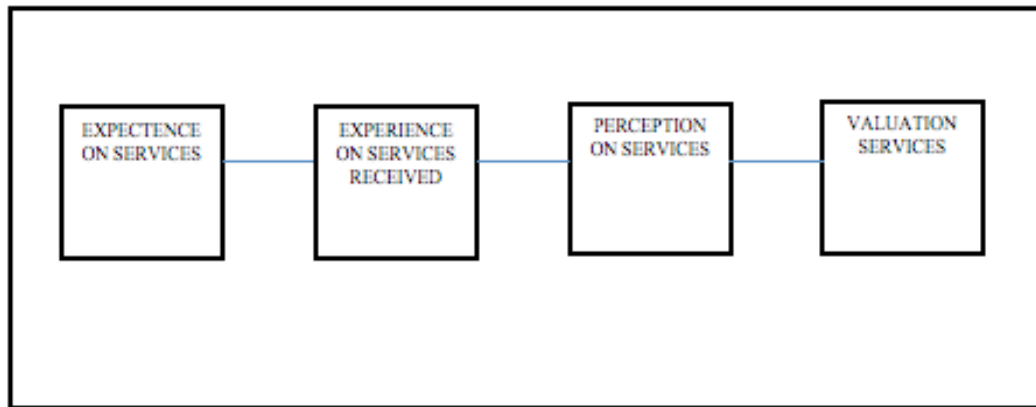 EXPECTENCE
ON SERVICES
EXPERIENCE
ON SERVICES
RECEIVED
PERCEPTION
ON SERVICES
VALUATION
SERVICES